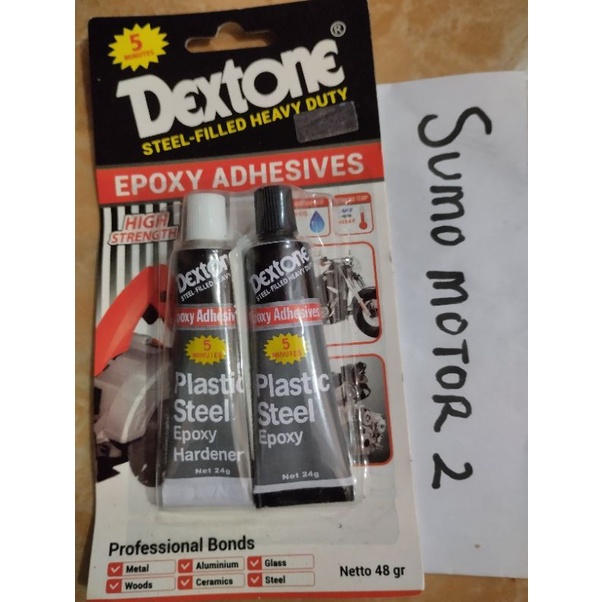 5
MINUTES
DEXTONE®
STEEL-FILLED HEAVY DUTY
EPOXY ADHESIVES
HIGH
STRENGTH
DEXTONE
STEEL-FILLED HEAVY DUTY
Epoxy Adhesives
5
MINUTES
Plastic
Steel
Epoxy
Hardener
Net 24g
DEXTONE
STEEL-FILLED HEAVY DUTY
Epoxy Adhesives
5
MINUTES
Plastic
Steel
Epoxy
Net 24g
Professional Bonds
Metal
Aluminium
Glass
Woods
Ceramics
Steel
Netto 48 gr
SUMO MOTOR 2